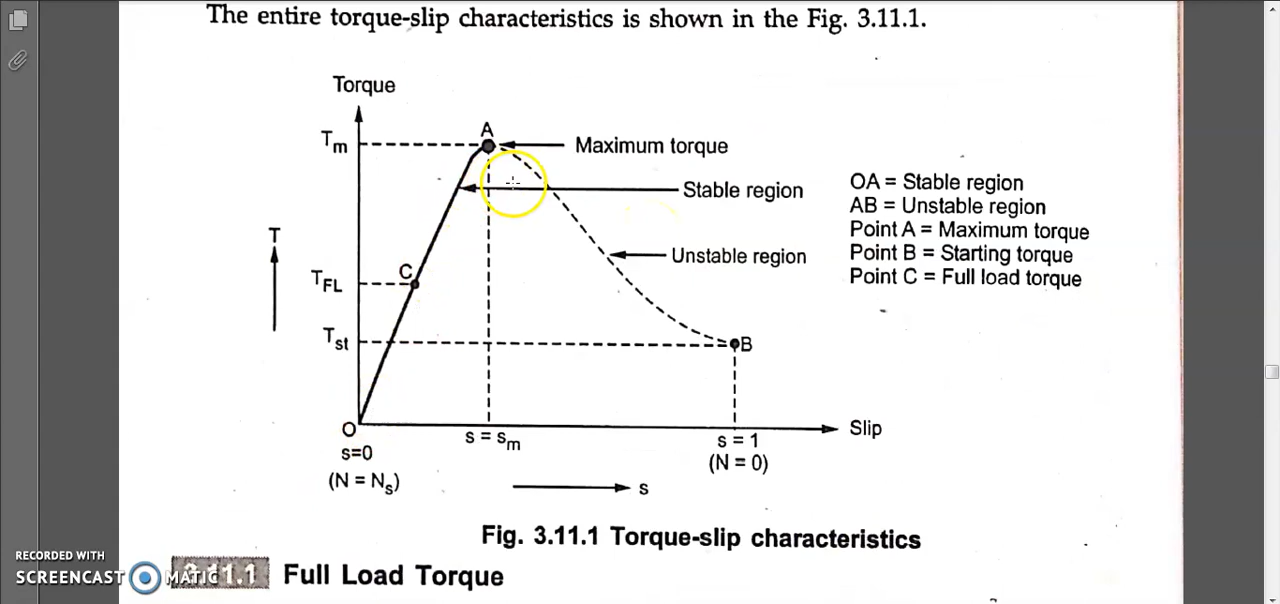 The entire torque-slip characteristics is shown in the Fig. 3.11.1.
Torque
A
Tm
Maximum torque
Stable region
OA = Stable region
AB = Unstable region
Point A = Maximum torque
Point B = Starting torque
Point C = Full load torque
T
Unstable region
C
TFL
Tst
B
O
s=0
(N = Ns)
s = sm
s = 1
(N = 0)
Slip
s
Fig. 3.11.1 Torque-slip characteristics
RECORDED WITH
SCREENCAST MATIC
3.11.1 Full Load Torque